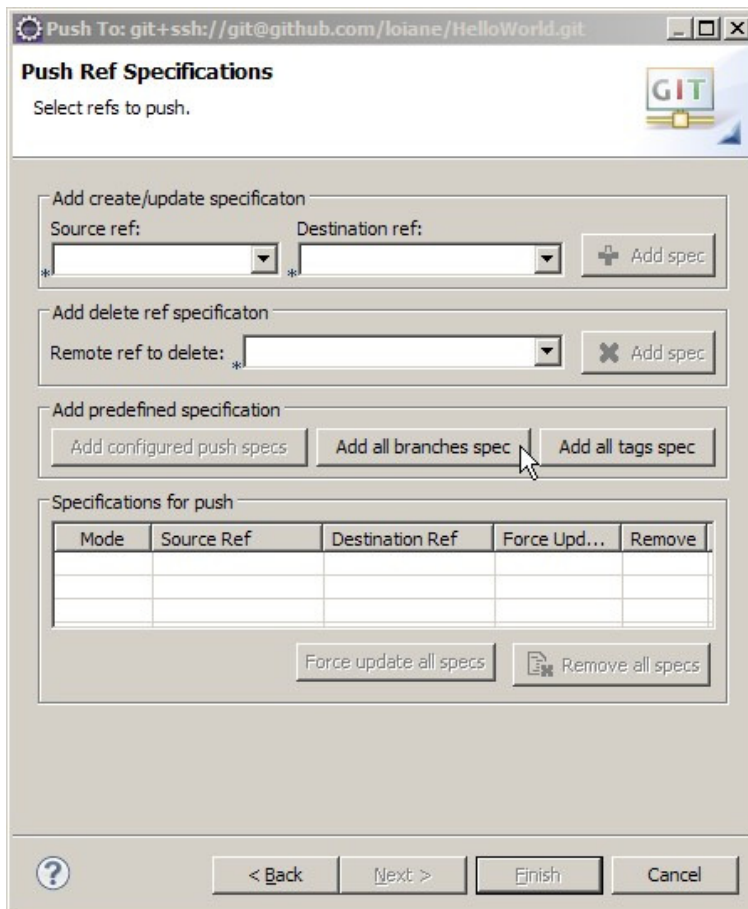 Push To: git+ssh://git@github.com/loiane/HelloWorld.git
Push Ref Specifications
Select refs to push.
GIT
Add create/update specificaton
Source ref: Destination ref:
* * Add spec
Add delete ref specificaton
Remote ref to delete: * Add spec
Add predefined specification
Add configured push specs Add all branches spec Add all tags spec
Specifications for push
Mode Source Ref Destination Ref Force Upd... Remove
Force update all specs Remove all specs
? < Back Next > Finish Cancel